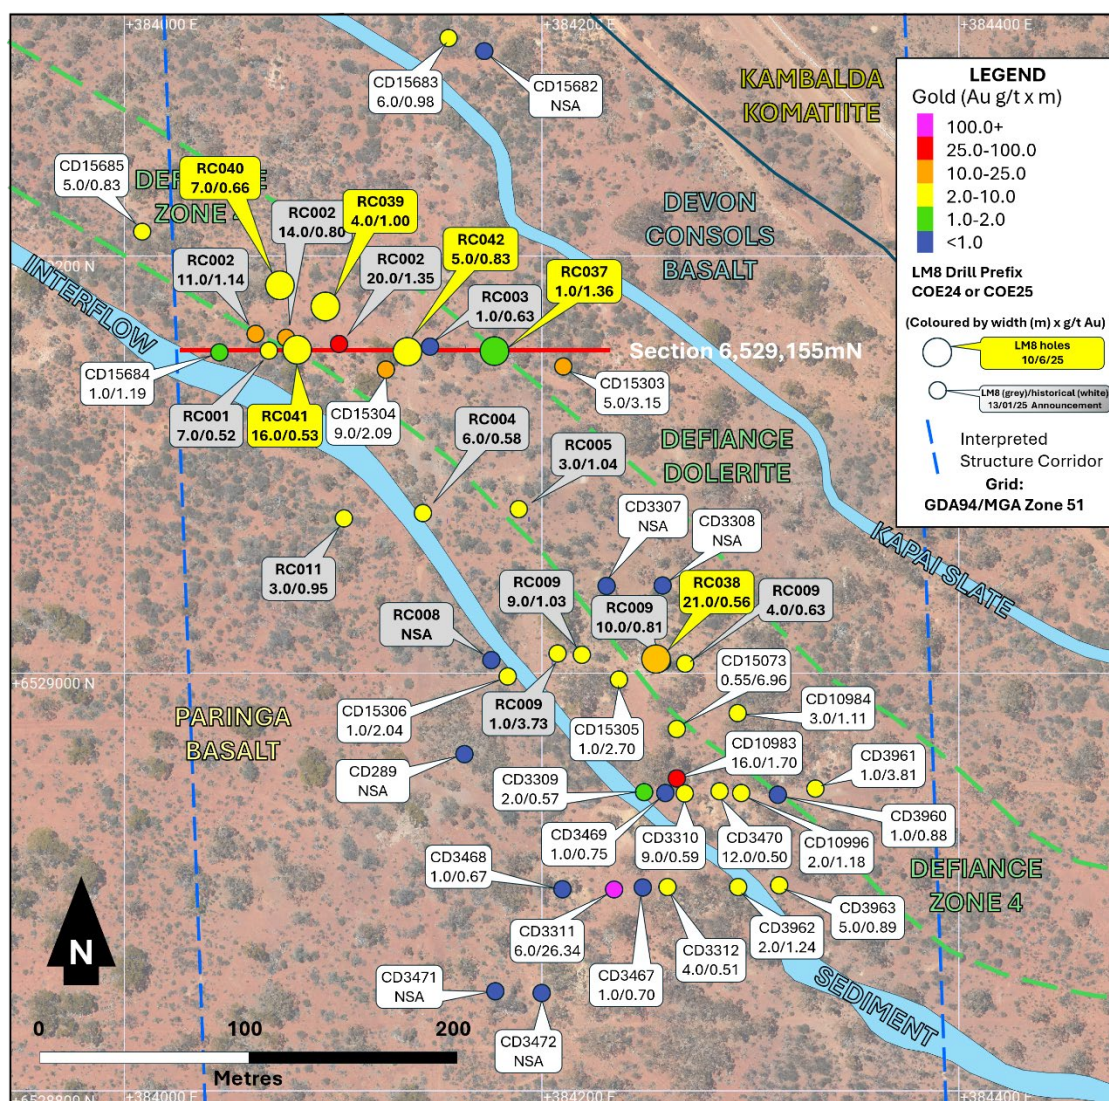 +384000 E
+384200 E
+384400 E
CD15683
6.0/0.98
CD15682
NSA
KAMBALDA
KOMATIITE
LEGEND
Gold (Au g/t x m)
100.0+
25.0-100.0
10.0-25.0
2.0-10.0
1.0-2.0
<1.0
LM8 Drill Prefix
COE24 or COE25
(Coloured by width (m) x g/t Au)
LM8 holes
10/6/25
LM8 (grey)/historical (white)
13/01/25 Announcement
Interpreted
Structure Corridor
Grid:
GDA94/MGA Zone 51
CD15685
5.0/0.83
ZONE
RC040
7.0/0.66
RC002
14.0/0.80
RC039
4.0/1.00
DEVON
CONSOLS
BASALT
RC002
11.0/1.14
RC002
20.0/1.35
RC042
5.0/0.83
RC003
1.0/0.63
RC037
1.0/1.36
INTERFLOW
Section 6,529,155mN
CD15684
1.0/1.19
RC001
7.0/0.52
RC041
16.0/0.53
CD15304
9.0/2.09
CD15303
5.0/3.15
RC004
6.0/0.58
RC005
3.0/1.04
DEFIANCE
DOLERITE
CD3307
NSA
CD3308
NSA
KAPAI SLATE
RC011
3.0/0.95
RC009
9.0/1.03
RC009
10.0/0.81
RC038
21.0/0.56
RC009
4.0/0.63
RC008
NSA
+6529000 N
CD15306
1.0/2.04
RC009
1.0/3.73
CD15305
1.0/2.70
CD15073
0.55/6.96
CD10984
3.0/1.11
PARINGA
BASALT
CD289
NSA
CD3309
2.0/0.57
CD10983
16.0/1.70
CD3961
1.0/3.81
CD3469
1.0/0.75
CD3310
9.0/0.59
CD3470
12.0/0.50
CD10996
2.0/1.18
CD3960
1.0/0.88
CD3468
1.0/0.67
DEFIANCE
ZONE 4
CD3311
6.0/26.34
CD3467
1.0/0.70
CD3312
4.0/0.51
CD3962
2.0/1.24
CD3963
5.0/0.89
N
CD3471
NSA
CD3472
NSA
SEDIMENT
0 100 200
Metres
+384000 E
+384200 E
+384400 E